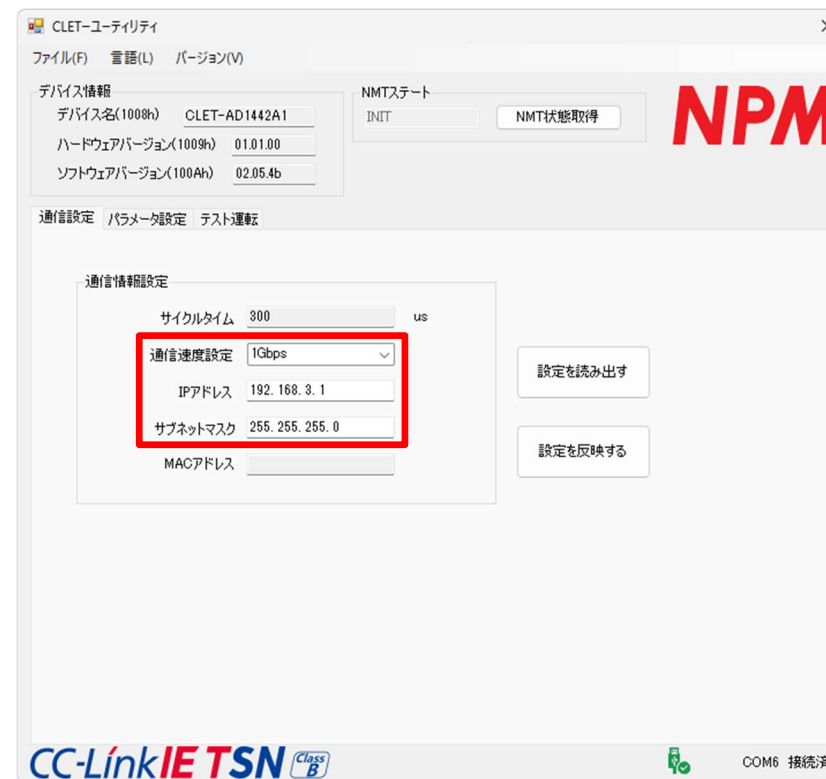 CLET-ユーティリティ
ファイル(F) 言語(L) バージョン(V)
デバイス情報
デバイス名(1008h) CLET-AD1442A1
ハードウェアバージョン(1009h) 01.01.00
ソフトウェアバージョン(100Ah) 02.05.4b
NMTステート
INIT NMT状態取得
NPM
通信設定 パラメータ設定 テスト運転
通信情報設定
サイクルタイム 300 us
通信速度設定 1Gbps
IPアドレス 192.168.3.1
サブネットマスク 255.255.255.0
MACアドレス
設定を読み出す
設定を反映する
CC-Link IE TSN Class B
COM6 接続済